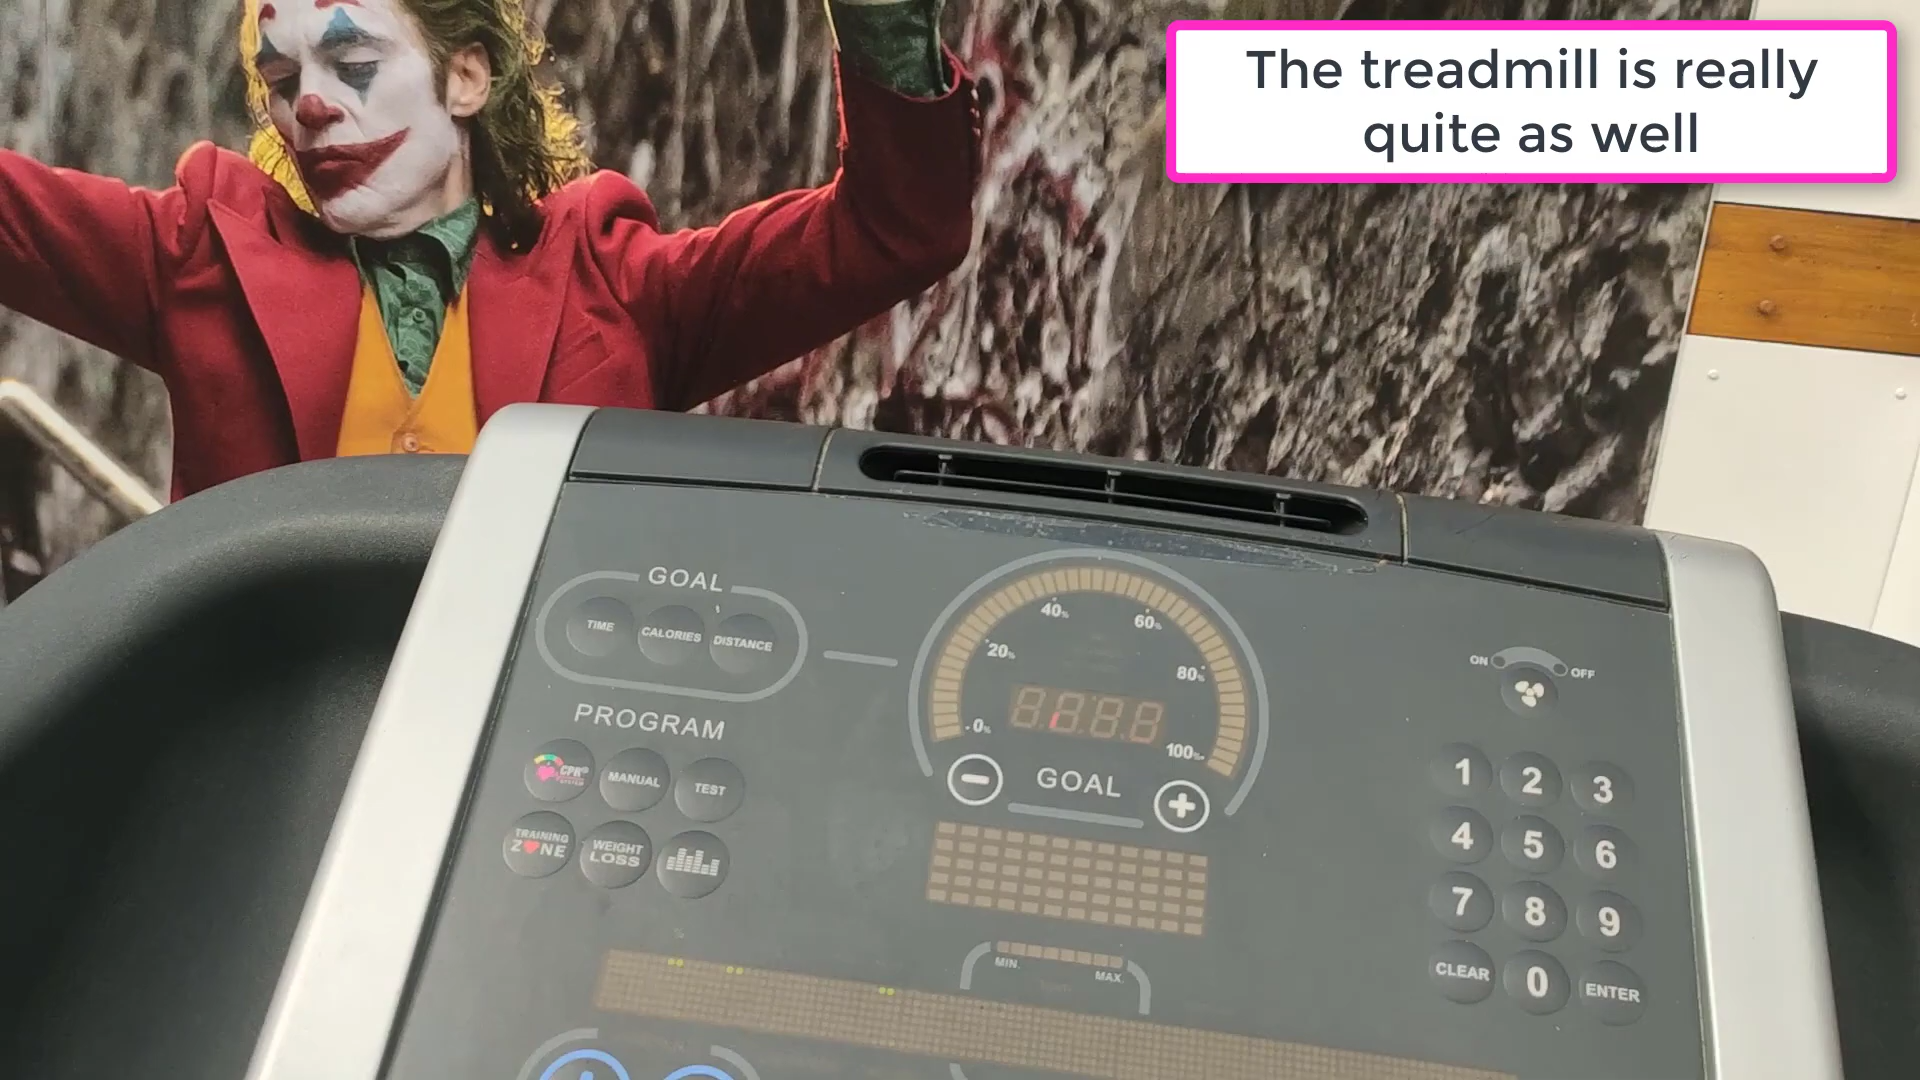 The treadmill is really
quite as well
GOAL
TIME CALORIES DISTANCE
PROGRAM
CPR MANUAL TEST
TRAINING
ZONE
WEIGHT
LOSS
0% 20% 40% 60% 80% 100%
GOAL
MIN. MAX.
ON OFF
1 2 3
4 5 6
7 8 9
CLEAR 0 ENTER